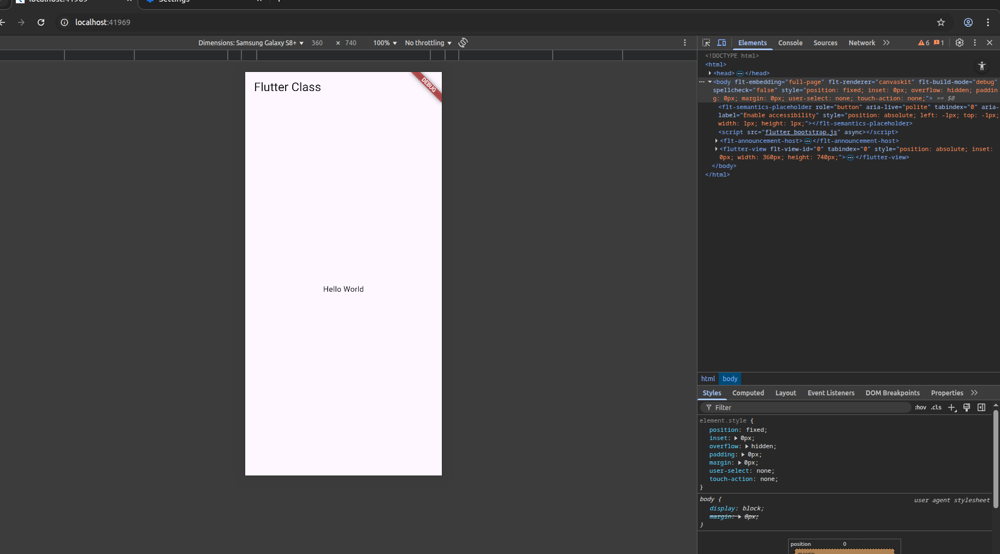 localhost:41969
Settings
localhost:41969
Dimensions: Samsung Galaxy S8+ 360 × 740 100% No throttling
Elements Console Sources Network 6 1
Flutter Class
DEBUG
Hello World
<!DOCTYPE html>
<html>
<head> </head>
<body flt-embedding="full-page" flt-renderer="canvaskit" flt-build-mode="debug"
spellcheck="false" style="position: fixed; inset: 0px; overflow: hidden; paddin
g: 0px; margin: 0px; user-select: none; touch-action: none;"> == $0
<flt-semantics-placeholder role="button" aria-live="polite" tabindex="0" aria-
label="Enable accessibility" style="position: absolute; left: -1px; top: -1px;
width: 1px; height: 1px;"></flt-semantics-placeholder>
<script src="flutter_bootstrap.js" async></script>
<flt-announcement-host> </flt-announcement-host>
<flutter-view flt-view-id="0" tabindex="0" style="position: absolute; inset:
0px; width: 360px; height: 740px;"> </flutter-view>
</body>
</html>
html body
Styles Computed Layout Event Listeners DOM Breakpoints Properties
Filter :hov .cls
element.style {
position: fixed;
inset: 0px;
overflow: hidden;
padding: 0px;
margin: 0px;
user-select: none;
touch-action: none;
}
body { user agent stylesheet
display: block;
margin: 8px;
}
position 0